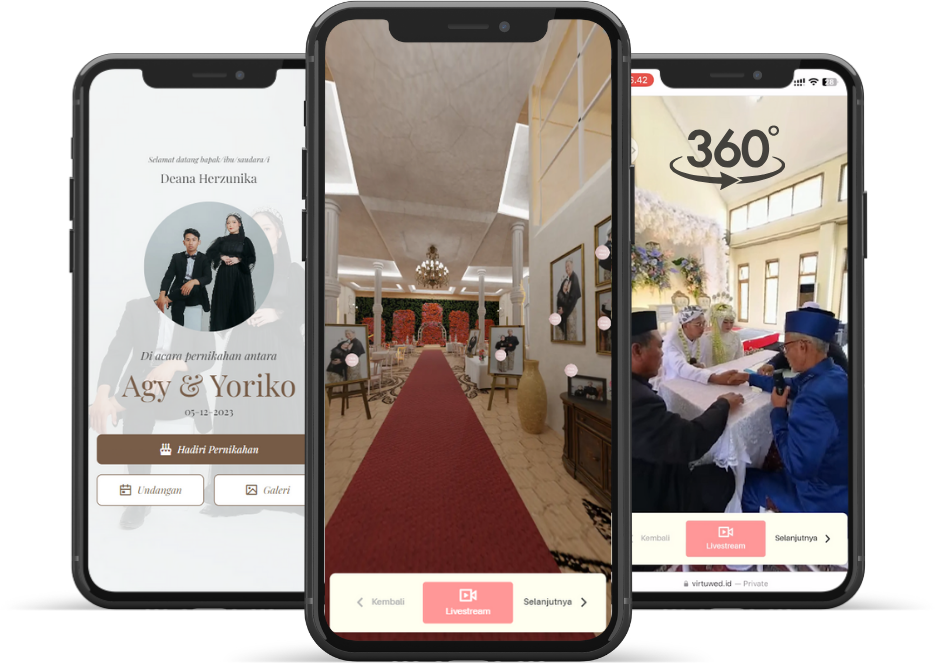 Selamat datang bapak/ibu/saudara/i
Deana Herzunika
Di acara pernikahan antara
Agy & Yoriko
05-12-2023
Hadiri Pernikahan
Undangan
Galeri
Kembali
Livestream
Selanjutnya
5.42
360°
Kembali
Livestream
Selanjutnya
virtuwed.id — Private